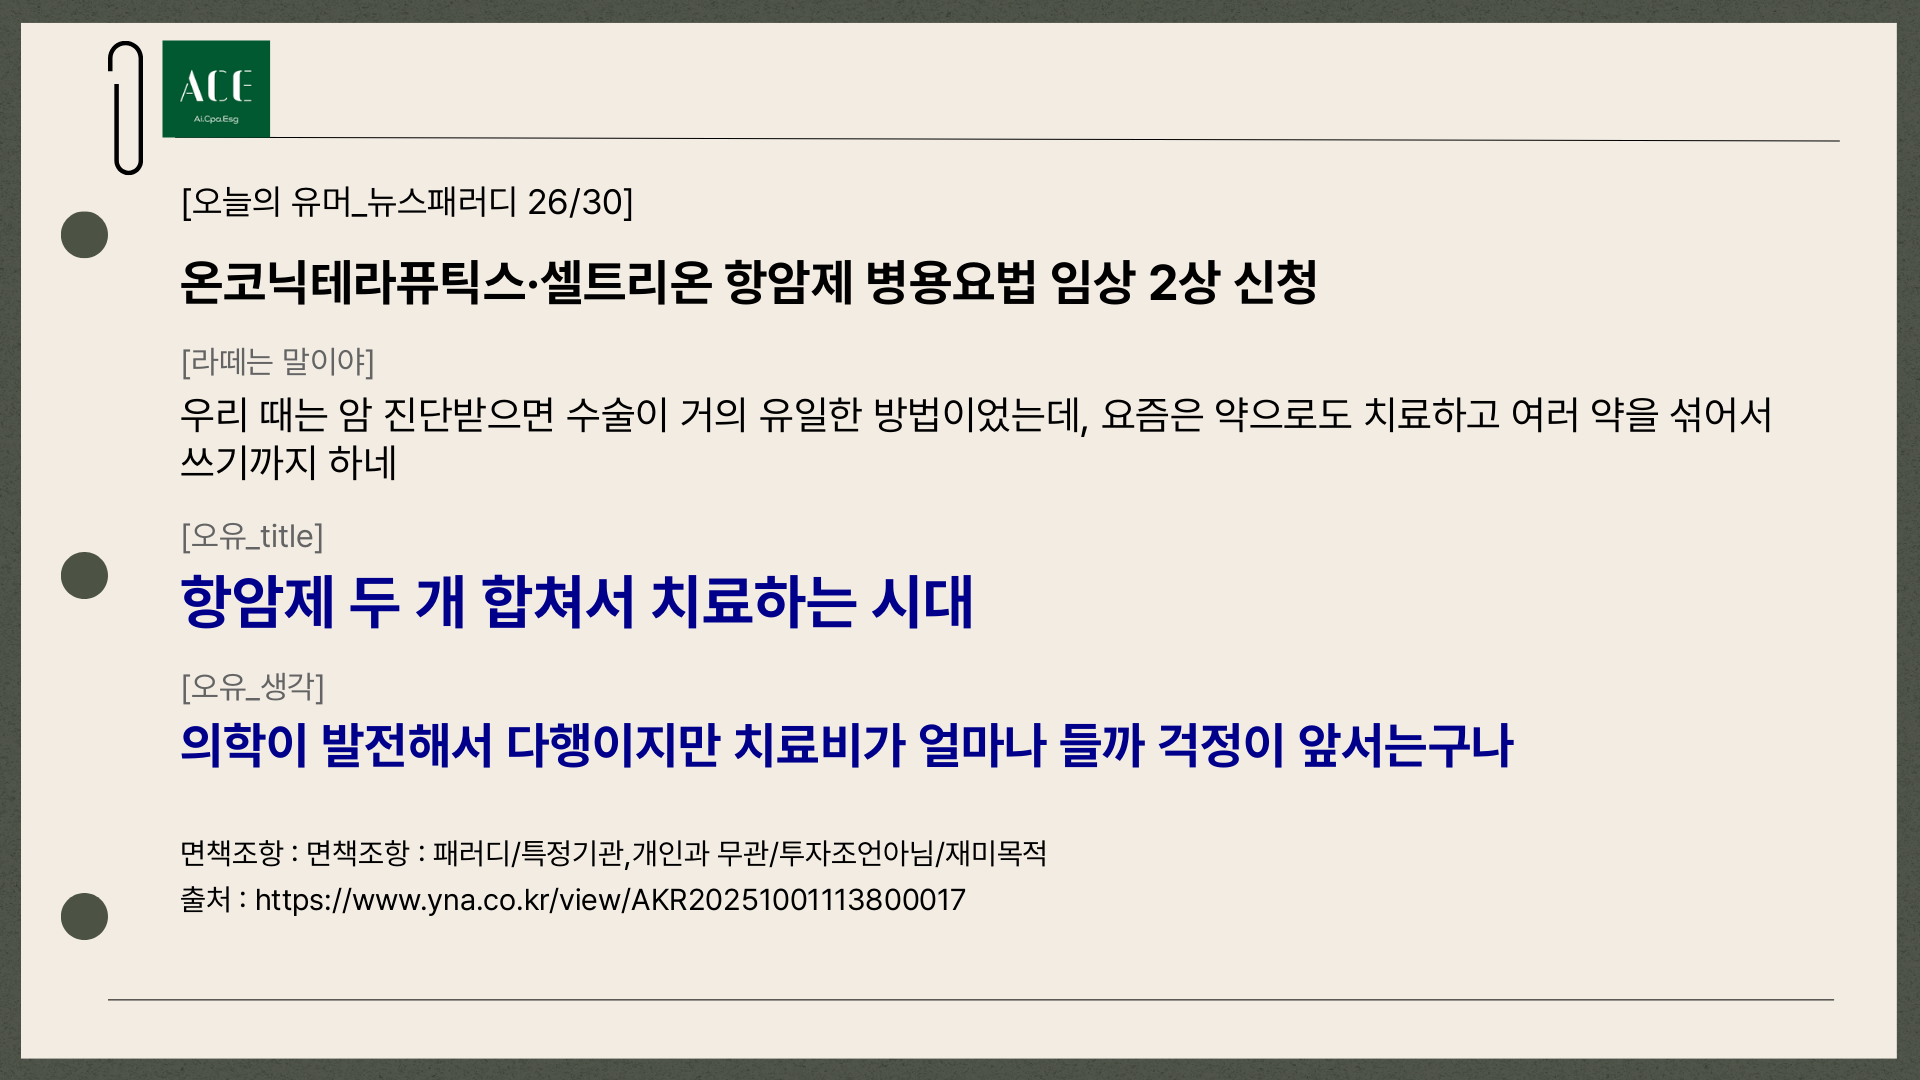 ACE
Ai.Cpa.Esg
[오늘의 유머_뉴스패러디 26/30]
온코닉테라퓨틱스·셀트리온 항암제 병용요법 임상 2상 신청
[라떼는 말이야]
우리 때는 암 진단받으면 수술이 거의 유일한 방법이었는데, 요즘은 약으로도 치료하고 여러 약을 섞어서
쓰기까지 하네
[오유_title]
항암제 두 개 합쳐서 치료하는 시대
[오유_생각]
의학이 발전해서 다행이지만 치료비가 얼마나 들까 걱정이 앞서는구나
면책조항 : 면책조항 : 패러디/특정기관,개인과 무관/투자조언아님/재미목적
출처 : https://www.yna.co.kr/view/AKR20251001113800017